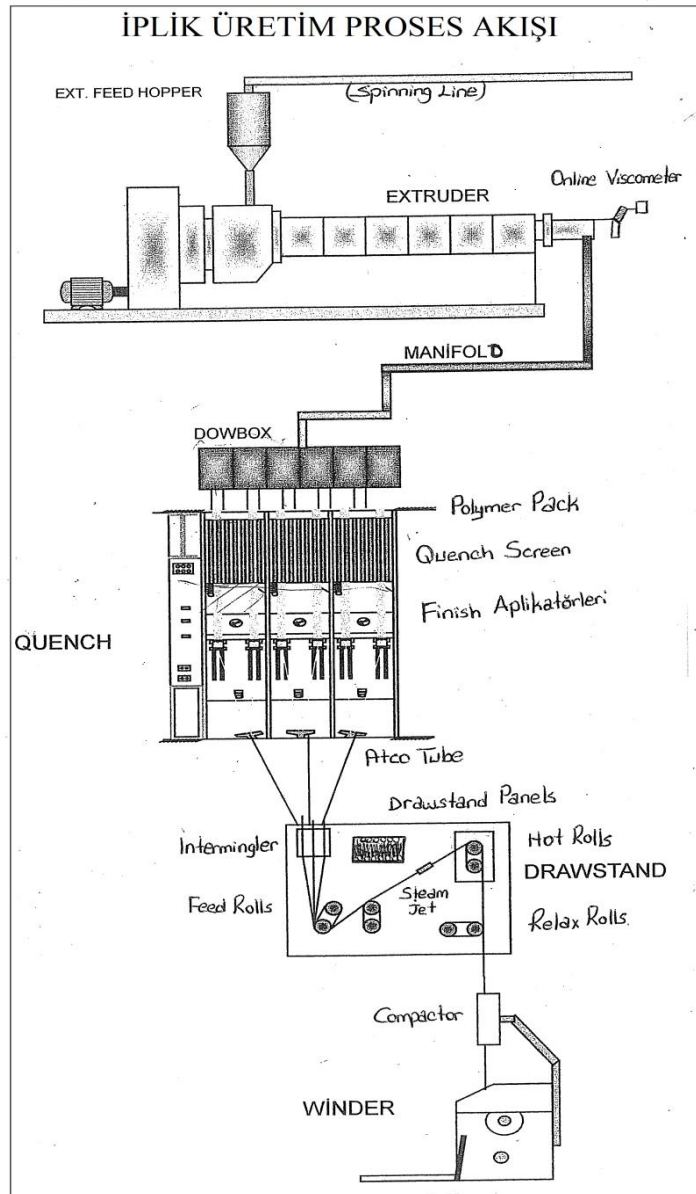 İPLİK ÜRETİM PROSES AKIŞI
EXT. FEED HOPPER
(Spinning Line)
Online Viscometer
EXTRUDER
MANİFOLD
DOWBOX
Polymer Pack
Quench Screen
Finish Aplikatörleri
QUENCH
Atco Tube
Drawstand Panels
Intermingler
Hot Rolls
DRAWSTAND
Steam
Jet
Feed Rolls
Relax Rolls.
Compactor
WİNDER